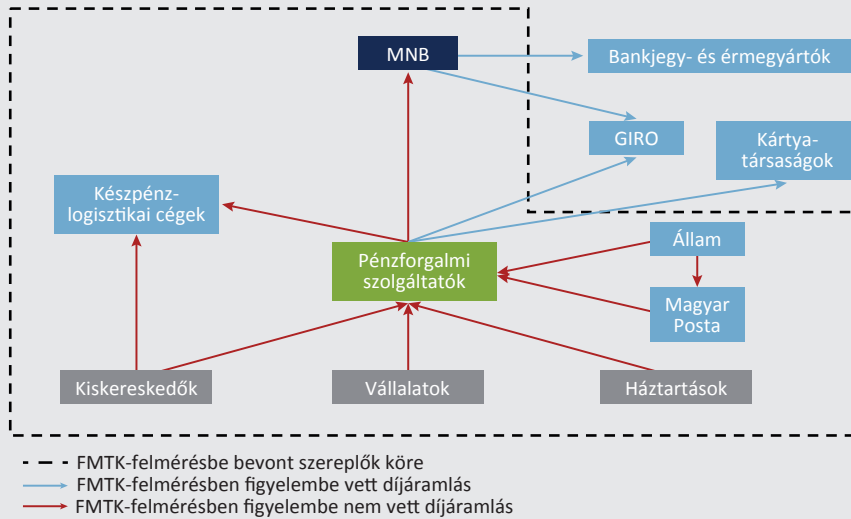 MNB
Bankjegy- és érmegyártók
GIRO
Kártya-
társaságok
Készpénz-
logisztikai cégek
Pénzforgalmi
szolgáltatók
Állam
Magyar
Posta
Kiskereskedők
Vállalatok
Háztartások
FMTK-felmérésbe bevont szereplők köre
FMTK-felmérésben figyelembe vett díjáramlás
FMTK-felmérésben figyelembe nem vett díjáramlás